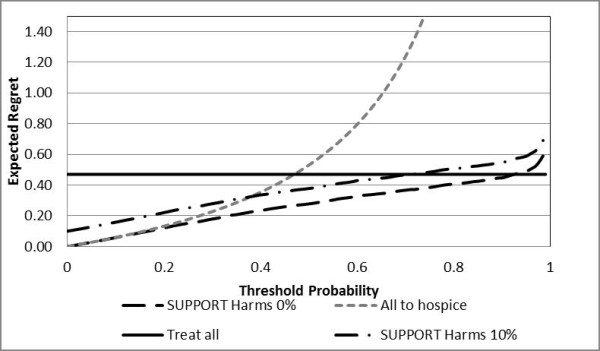 1.40
1.20
1.00
0.80
0.60
0.40
0.20
0.00
Expected Regret
0 0.2 0.4 0.6 0.8 1
Threshold Probability
SUPPORT Harms 0% All to hospice
Treat all SUPPORT Harms 10%